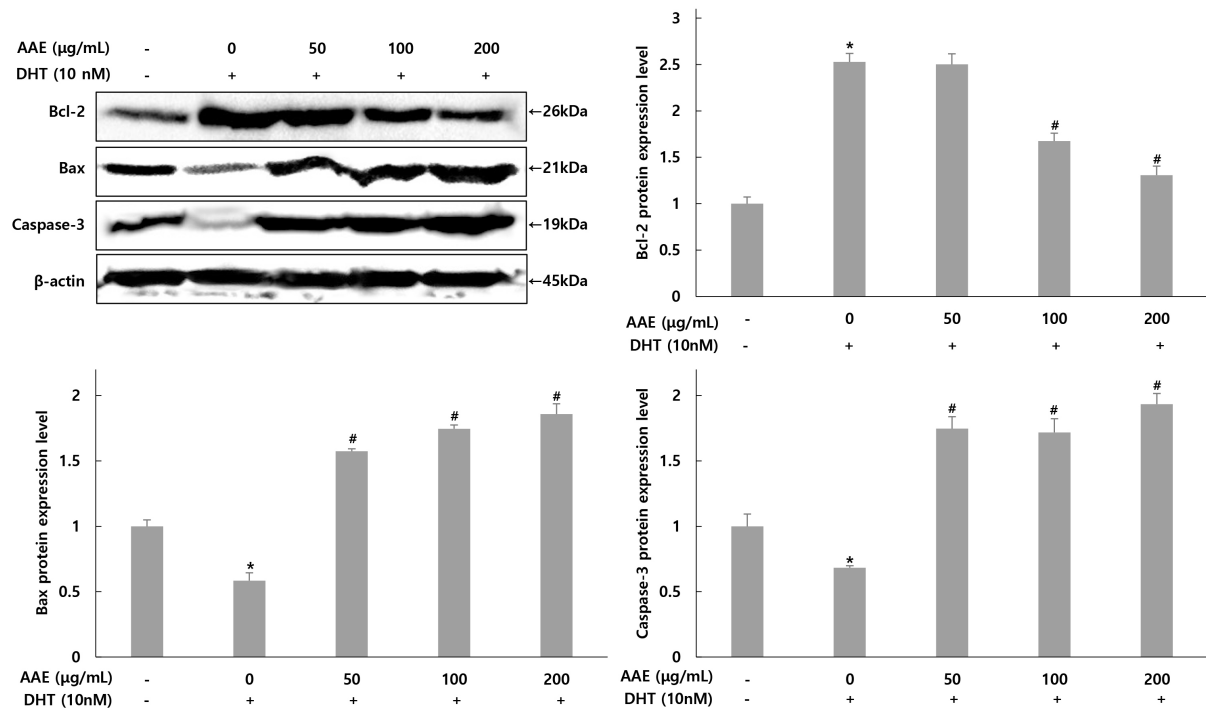 AAE (μg/mL) - 0 50 100 200
DHT (10 nM) - + + + +
Bcl-2 ←26kDa
Bax ←21kDa
Caspase-3 ←19kDa
β-actin ←45kDa
Bcl-2 protein expression level
3
2.5
2
1.5
1
0.5
0
*
#
#
AAE (μg/mL) - 0 50 100 200
DHT (10nM) - + + + +
Bax protein expression level
2
1.5
1
0.5
0
*
#
#
#
AAE (μg/mL) - 0 50 100 200
DHT (10nM) - + + + +
Caspase-3 protein expression level
2
1.5
1
0.5
0
*
#
#
#
AAE (μg/mL) - 0 50 100 200
DHT (10nM) - + + + +